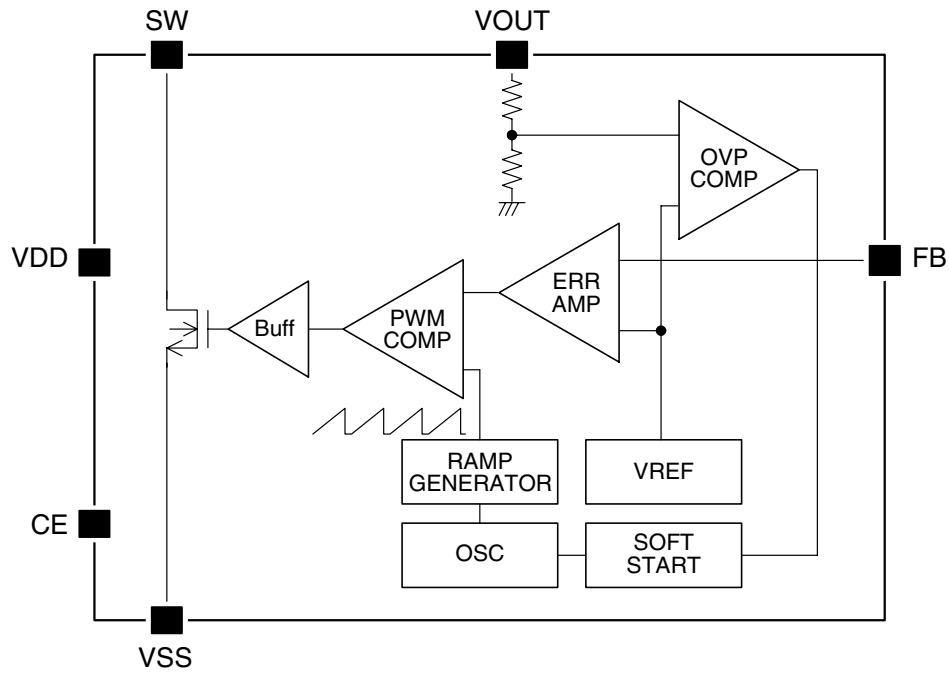 SW
VOUT
OVP
COMP
VDD
FB
ERR
AMP
Buff
PWM
COMP
RAMP
GENERATOR
VREF
CE
OSC
SOFT
START
VSS